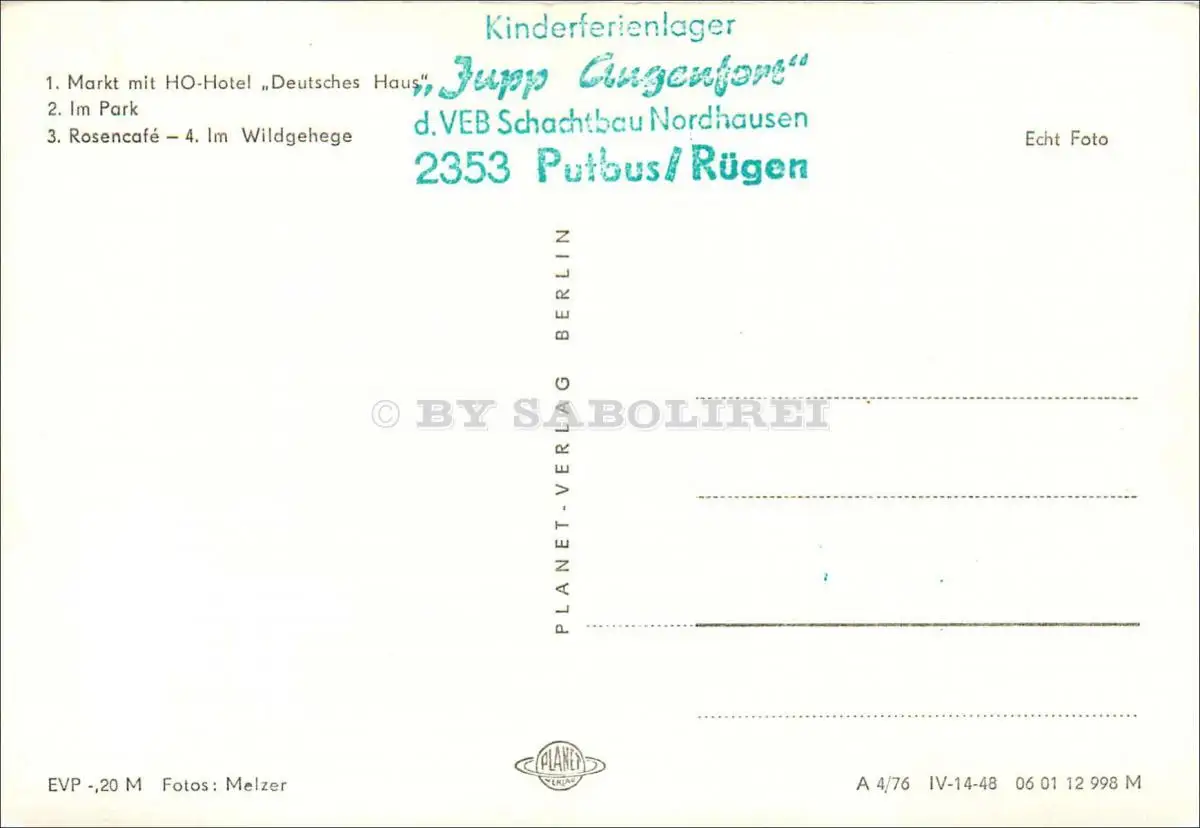 Kinderferienlager
„Jupp Augenfort“
d. VEB Schachtbau Nordhausen
2353 Putbus/Rügen
1. Markt mit HO-Hotel „Deutsches Haus“,
2. Im Park
3. Rosencafé – 4. Im Wildgehege
Echt Foto
PLANET-VERLAG BERLIN
© BY SABOLIREI
PLANET
VERLAG
EVP -,20 M Fotos: Melzer
A 4/76 IV-14-48 06 01 12 998 M